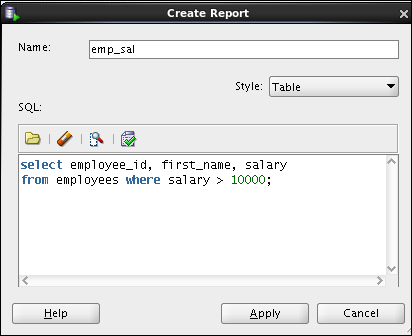 Create Report
Name: emp_sal
Style: Table
SQL:
select employee_id, first_name, salary
from employees where salary > 10000;
Help Apply Cancel